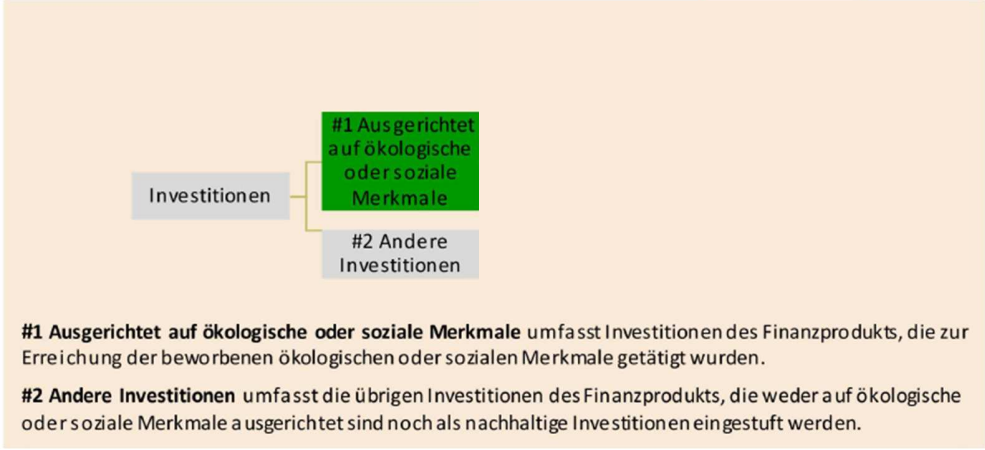 #1 Ausgerichtet
auf ökologische
oder soziale
Merkmale
Investitionen
#2 Andere
Investitionen
#1 Ausgerichtet auf ökologische oder soziale Merkmale umfasst Investitionen des Finanzprodukts, die zur
Erreichung der beworbenen ökologischen oder sozialen Merkmale getätigt wurden.
#2 Andere Investitionen umfasst die übrigen Investitionen des Finanzprodukts, die weder auf ökologische
oder soziale Merkmale ausgerichtet sind noch als nachhaltige Investitionen eingestuft werden.